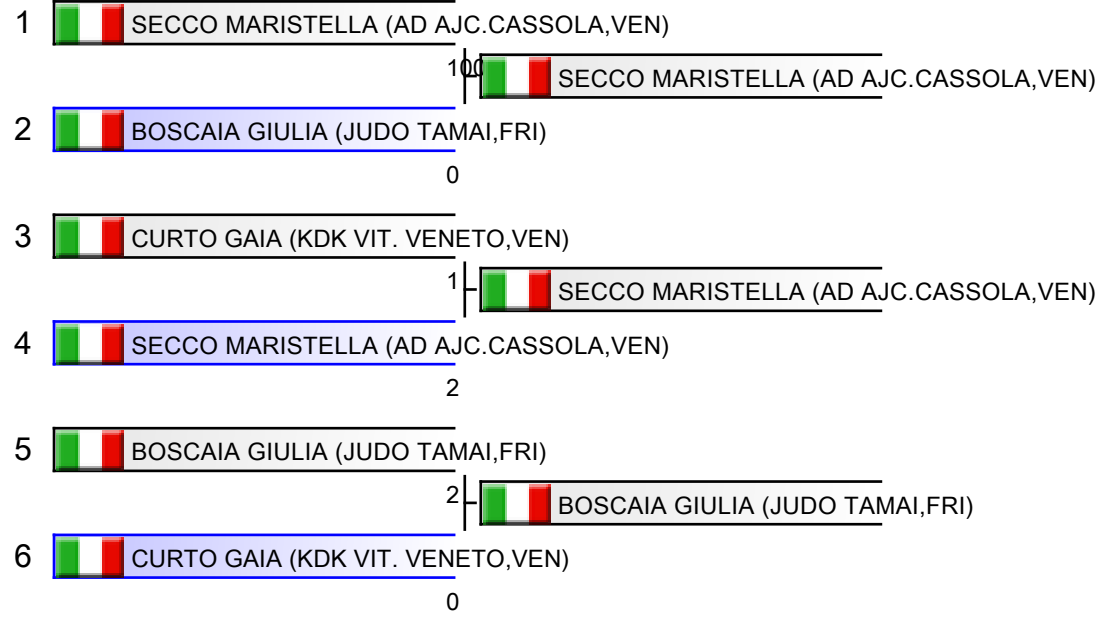 1 SECCO MARISTELLA (AD AJC.CASSOLA,VEN)
100 SECCO MARISTELLA (AD AJC.CASSOLA,VEN)
2 BOSCAIA GIULIA (JUDO TAMAI,FRI)
0
3 CURTO GAIA (KDK VIT. VENETO,VEN)
1 SECCO MARISTELLA (AD AJC.CASSOLA,VEN)
4 SECCO MARISTELLA (AD AJC.CASSOLA,VEN)
2
5 BOSCAIA GIULIA (JUDO TAMAI,FRI)
2 BOSCAIA GIULIA (JUDO TAMAI,FRI)
6 CURTO GAIA (KDK VIT. VENETO,VEN)
0